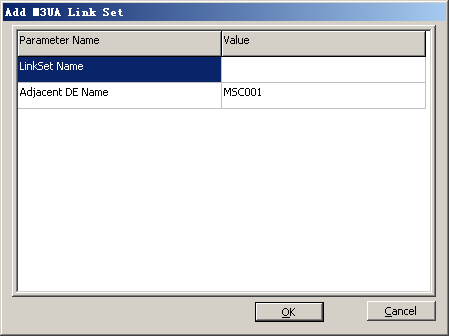 Add M3UA Link Set
Parameter Name Value
LinkSet Name
Adjacent DE Name MSC001
OK Cancel